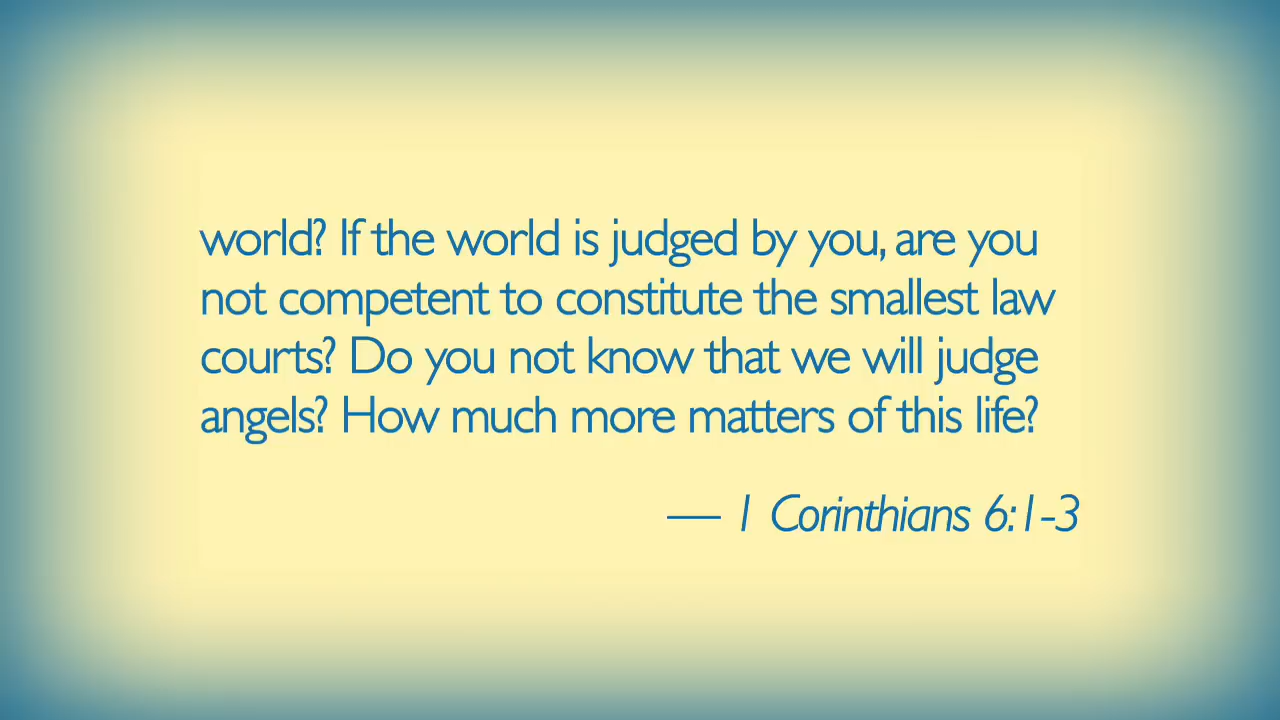 world? If the world is judged by you, are you
not competent to constitute the smallest law
courts? Do you not know that we will judge
angels? How much more matters of this life?
— 1 Corinthians 6:1-3